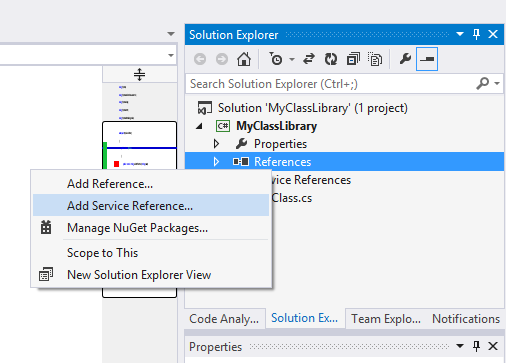 Solution Explorer
Search Solution Explorer (Ctrl+;)
Solution 'MyClassLibrary' (1 project)
C# MyClassLibrary
Properties
References
vice References
Class.cs
Add Reference...
Add Service Reference...
Manage NuGet Packages...
Scope to This
New Solution Explorer View
Code Analy... Solution Ex... Team Explo... Notifications
Properties